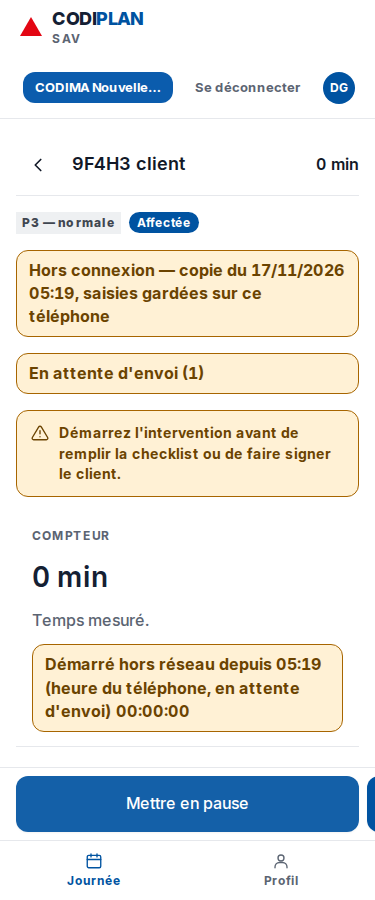 CODIPLAN
SAV
CODIMA Nouvelle...
Se déconnecter
DG
9F4H3 client
0 min
P3 — normale
Affectée
Hors connexion — copie du 17/11/2026
05:19, saisies gardées sur ce
téléphone
En attente d'envoi (1)
Démarrez l'intervention avant de
remplir la checklist ou de faire signer
le client.
COMPTEUR
0 min
Temps mesuré.
Démarré hors réseau depuis 05:19
(heure du téléphone, en attente
d'envoi) 00:00:00
Mettre en pause
Journée
Profil